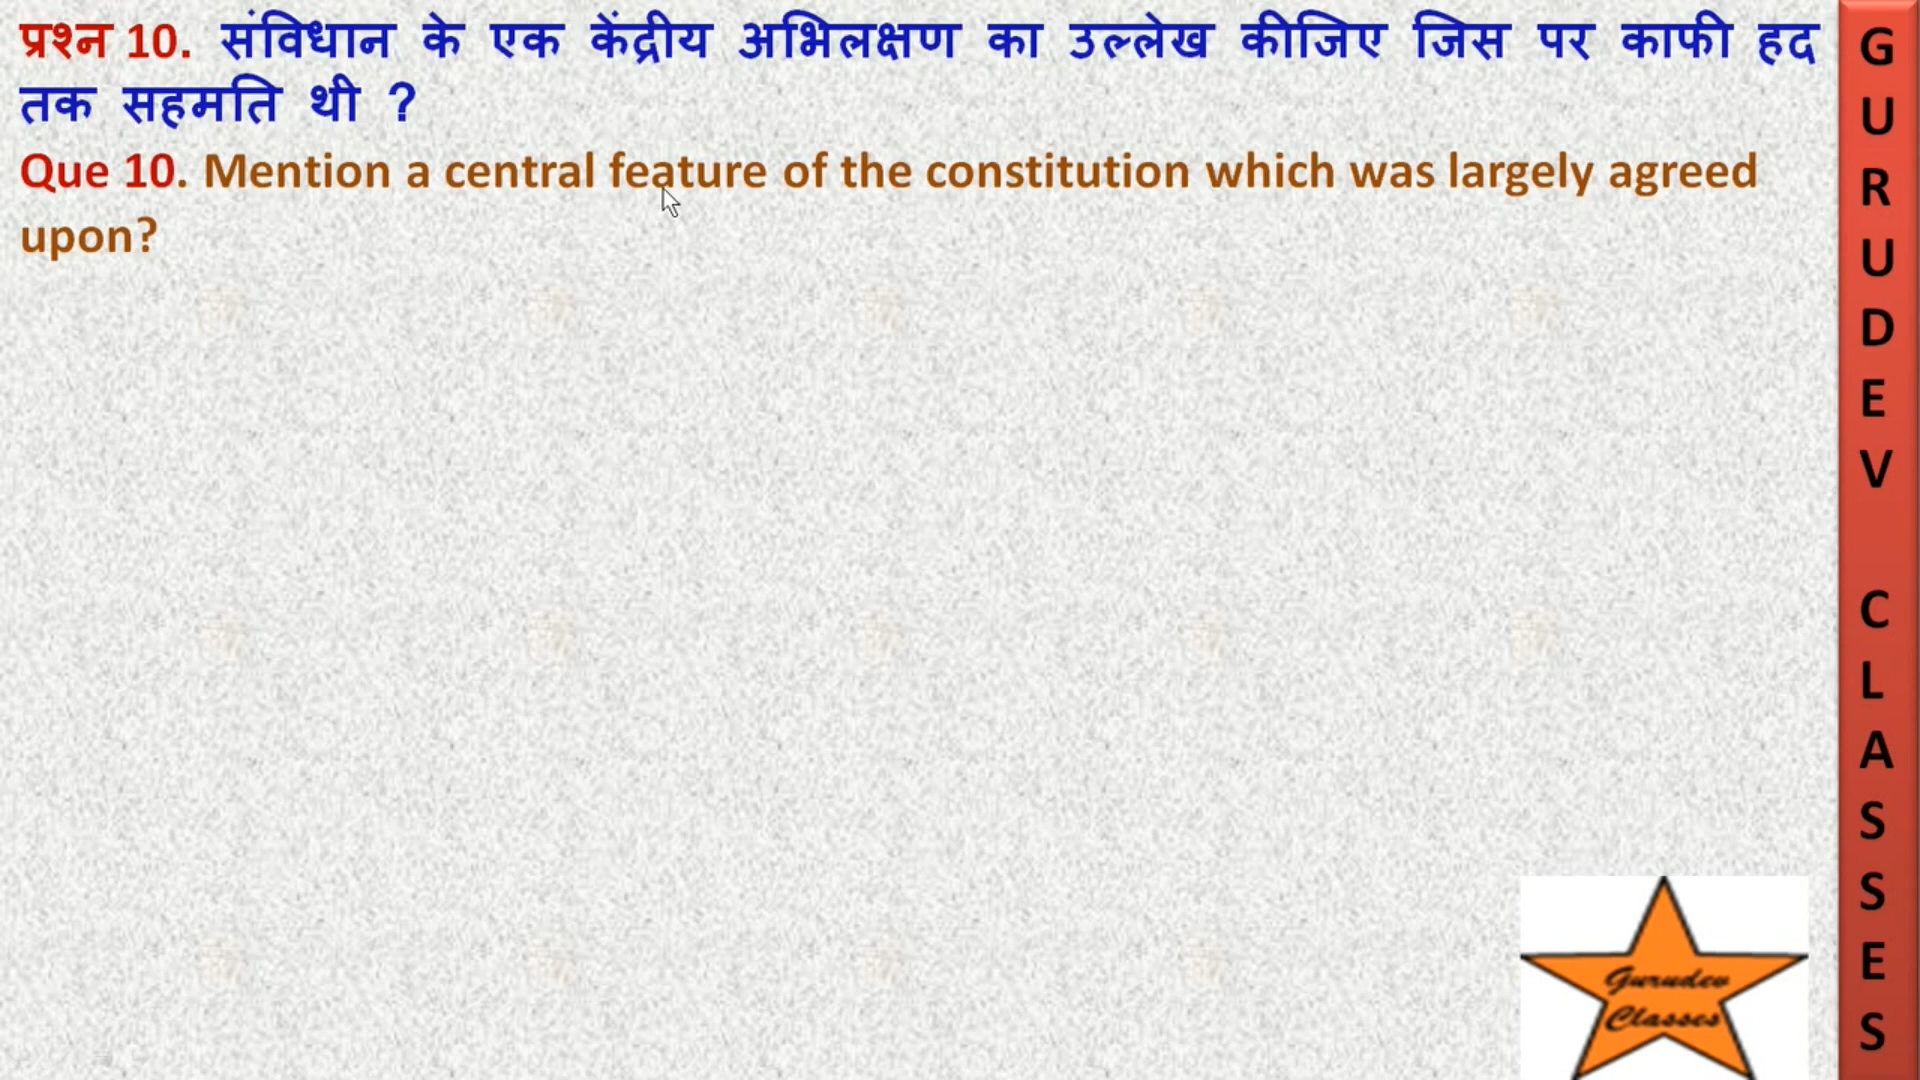 प्रश्न 10. संविधान के एक केंद्रीय अभिलक्षण का उल्लेख कीजिए जिस पर काफी हद
तक सहमति थी ?
Que 10. Mention a central feature of the constitution which was largely agreed
upon?
GURUDEV CLASSES
Gurudev
Classes